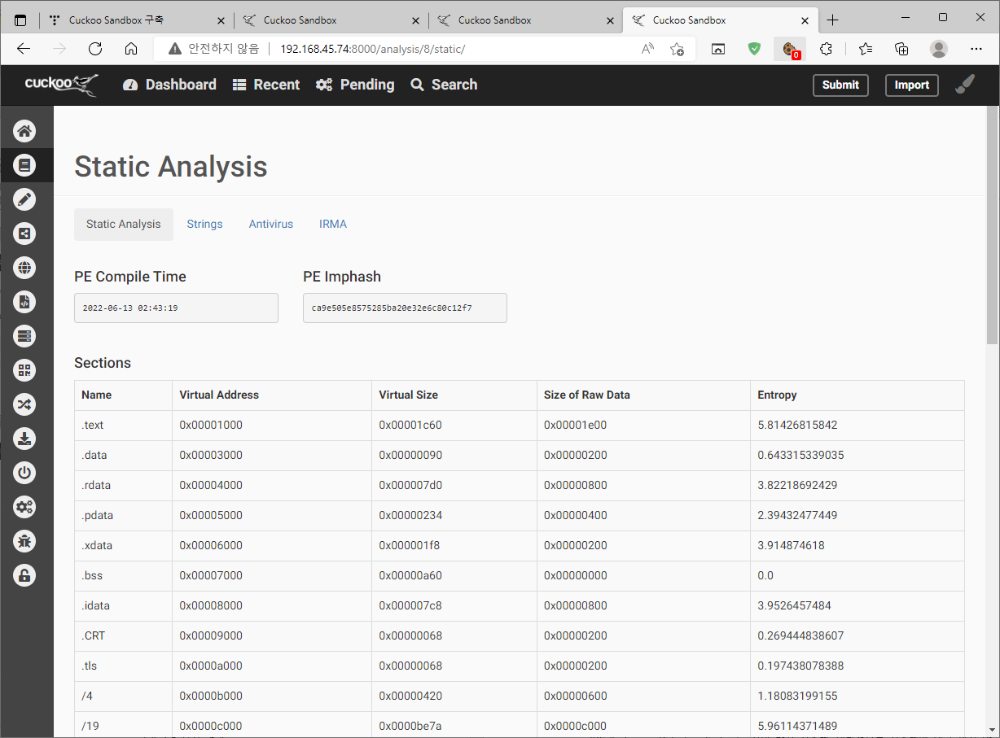 Cuckoo Sandbox 구축
Cuckoo Sandbox
Cuckoo Sandbox
Cuckoo Sandbox
안전하지 않음
192.168.45.74:8000/analysis/8/static/
0
cuckoo
Dashboard
Recent
Pending
Search
Submit
Import
Static Analysis
Static Analysis Strings Antivirus IRMA
PE Compile Time PE Imphash
2022-06-13 02:43:19 ca9e505e8575285ba20e32e6c80c12f7
Sections
Name Virtual Address Virtual Size Size of Raw Data Entropy
.text 0x00001000 0x00001c60 0x00001e00 5.81426815842
.data 0x00003000 0x00000090 0x00000200 0.643315339035
.rdata 0x00004000 0x000007d0 0x00000800 3.82218692429
.pdata 0x00005000 0x00000234 0x00000400 2.39432477449
.xdata 0x00006000 0x000001f8 0x00000200 3.914874618
.bss 0x00007000 0x00000a60 0x00000000 0.0
.idata 0x00008000 0x000007c8 0x00000800 3.9526457484
.CRT 0x00009000 0x00000068 0x00000200 0.269444838607
.tls 0x0000a000 0x00000068 0x00000200 0.197438078388
/4 0x0000b000 0x00000420 0x00000600 1.18083199155
/19 0x0000c000 0x0000be7a 0x0000c000 5.96114371489